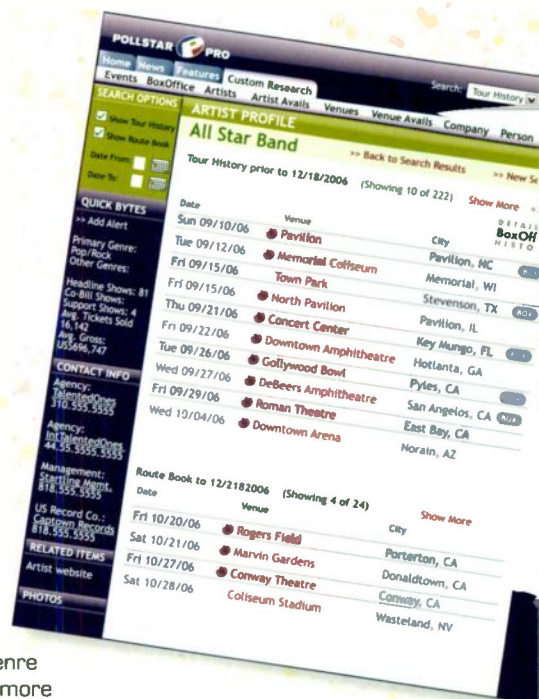 POLLSTAR PRO
Home News Features Custom Research
Search: Tour History
Events BoxOffice Artists Artist Avails Venues Venue Avails Company Person
SEARCH OPTIONS
Show Tour History
Show Route Book
Date From:
Date To:
QUICK BYTES
>> Add Alert
Primary Genre:
Pop/Rock
Other Genres:
Headline Shows: 81
Co-Bill Shows:
Support Shows: 4
Avg. Tickets Sold
16,142
Avg. Gross:
US$696,747
CONTACT INFO
Agency:
TalentedOnes
310.555.5555
Agency:
IntTalentedOnes
44.55.5555.5555
Management:
Startling Mgmt.
818.555.5555
US Record Co.:
Captown Records
818.555.5555
RELATED ITEMS
Artist website
PHOTOS
ARTIST PROFILE
All Star Band
>> Back to Search Results >> New Se
Tour History prior to 12/18/2006 (Showing 10 of 222) Show More
Date Venue City
DETAIL
BoxOff
HISTO
Sun 09/10/06 Pavilion Pavilion, NC
Tue 09/12/06 Memorial Coliseum Memorial, WI
Fri 09/15/06 Town Park Stevenson, TX
Fri 09/15/06 North Pavilion Pavilion, IL
Thu 09/21/06 Concert Center Key Mungo, FL
Fri 09/22/06 Downtown Amphitheatre Hotlanta, GA
Tue 09/26/06 Gollywood Bowl Pyles, CA
Wed 09/27/06 DeBeers Amphitheatre San Angelos, CA
Fri 09/29/06 Roman Theatre East Bay, CA
Wed 10/04/06 Downtown Arena Norain, AZ
Route Book to 12/2182006 (Showing 4 of 24) Show More
Date Venue City
Fri 10/20/06 Rogers Field Porterton, CA
Sat 10/21/06 Marvin Gardens Donaldtown, CA
Fri 10/27/06 Conway Theatre Conway, CA
Sat 10/28/06 Coliseum Stadium Wasteland, NV
enre
more